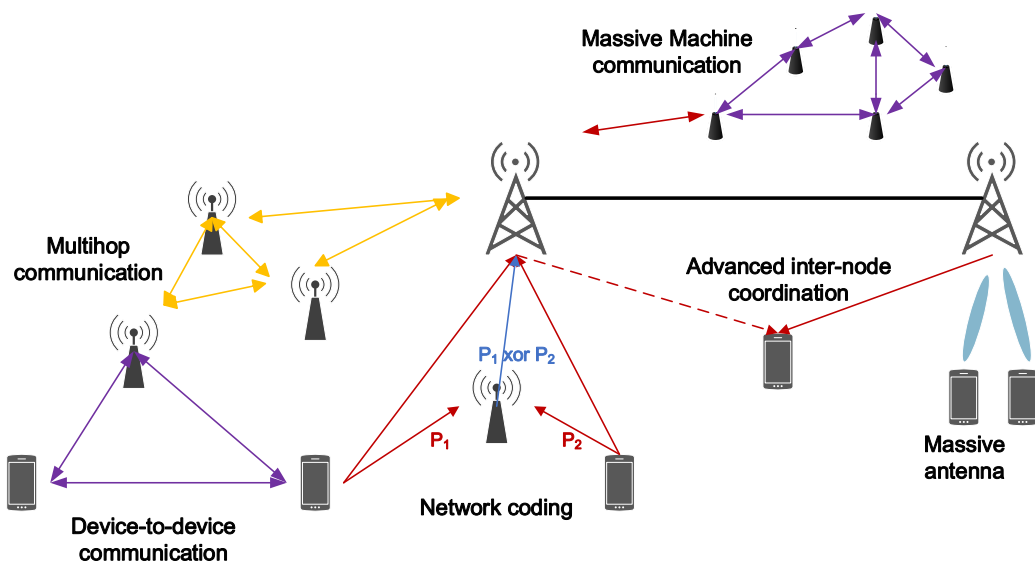 Massive Machine
communication
Multihop
communication
Advanced inter-node
coordination
P₁ xor P₂
P₁
P₂
Massive
antenna
Network coding
Device-to-device
communication